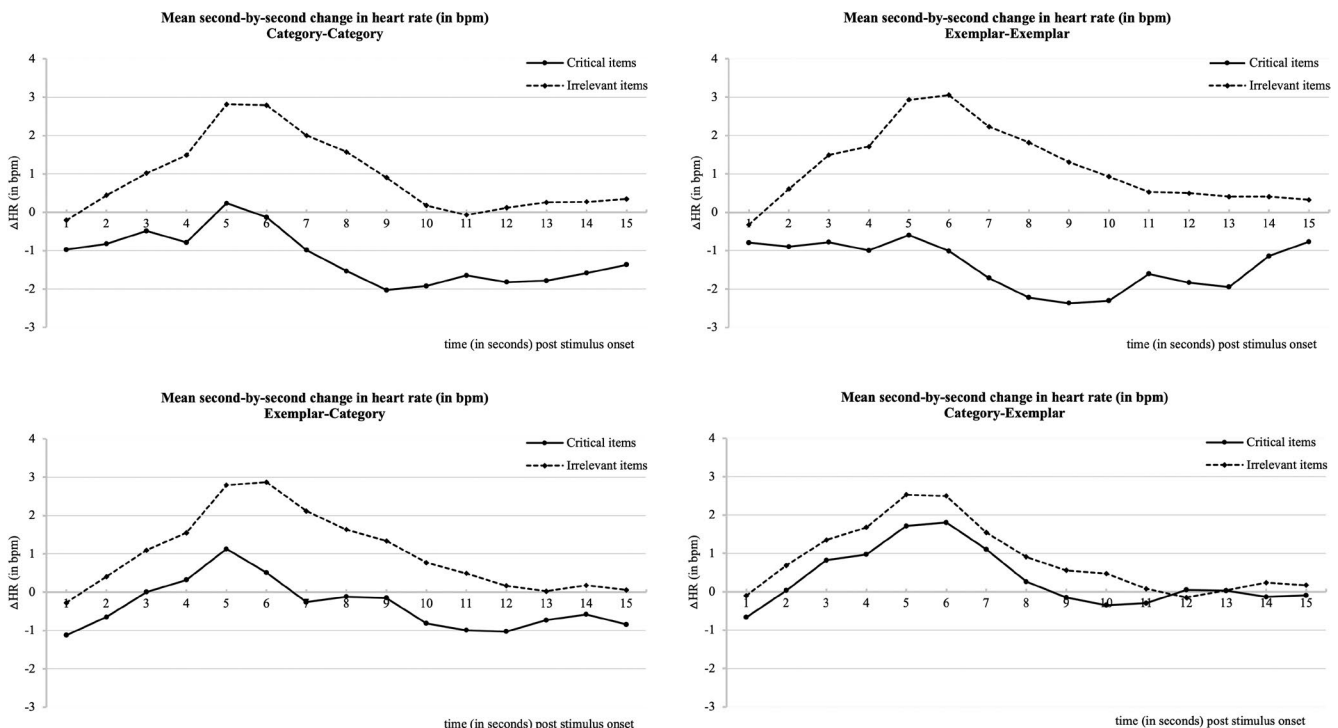 Mean second-by-second change in heart rate (in bpm)
Category-Category
4
3
2
1
0
-1
-2
-3
ΔHR (in bpm)
Critical items
Irrelevant items
1 2 3 4 5 6 7 8 9 10 11 12 13 14 15
time (in seconds) post stimulus onset
Mean second-by-second change in heart rate (in bpm)
Exemplar-Exemplar
4
3
2
1
0
-1
-2
-3
ΔHR (in bpm)
Critical items
Irrelevant items
1 2 3 4 5 6 7 8 9 10 11 12 13 14 15
time (in seconds) post stimulus onset
Mean second-by-second change in heart rate (in bpm)
Exemplar-Category
4
3
2
1
0
-1
-2
-3
ΔHR (in bpm)
Critical items
Irrelevant items
1 2 3 4 5 6 7 8 9 10 11 12 13 14 15
time (in seconds) post stimulus onset
Mean second-by-second change in heart rate (in bpm)
Category-Exemplar
4
3
2
1
0
-1
-2
-3
ΔHR (in bpm)
Critical items
Irrelevant items
1 2 3 4 5 6 7 8 9 10 11 12 13 14 15
time (in seconds) post stimulus onset